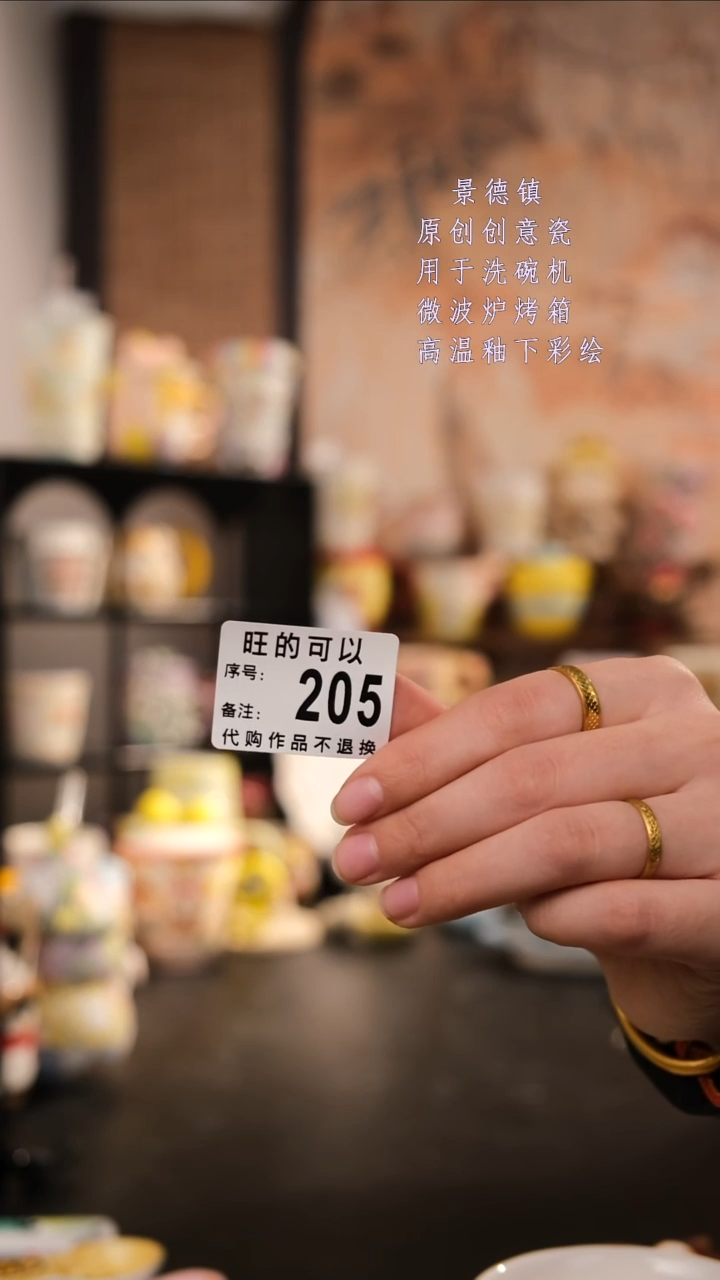 景德镇
原创创意瓷
用于洗碗机
微波炉烤箱
高温釉下彩绘
旺的可以
序号: 205
备注:
代购作品不退换